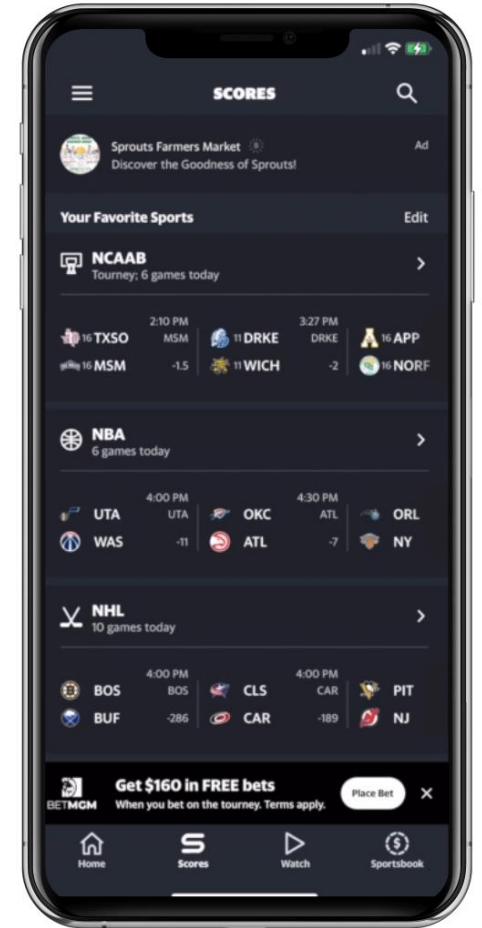 SCORES
Sprouts Farmers Market
Ad
Discover the Goodness of Sprouts!
Your Favorite Sports
Edit
NCAAB
Tourney; 6 games today
2:10 PM
16 TXSO MSM
16 MSM -1.5
3:27 PM
11 DRKE DRKE
11 WICH -2
16 APP
16 NORF
NBA
6 games today
4:00 PM
UTA UTA
WAS -11
4:30 PM
OKC ATL
ATL -7
ORL
NY
NHL
10 games today
4:00 PM
BOS BOS
BUF -286
4:00 PM
CLS CAR
CAR -189
PIT
NJ
BETMGM
Get $160 in FREE bets
When you bet on the tourney. Terms apply.
Place Bet
Home
Scores
Watch
Sportsbook